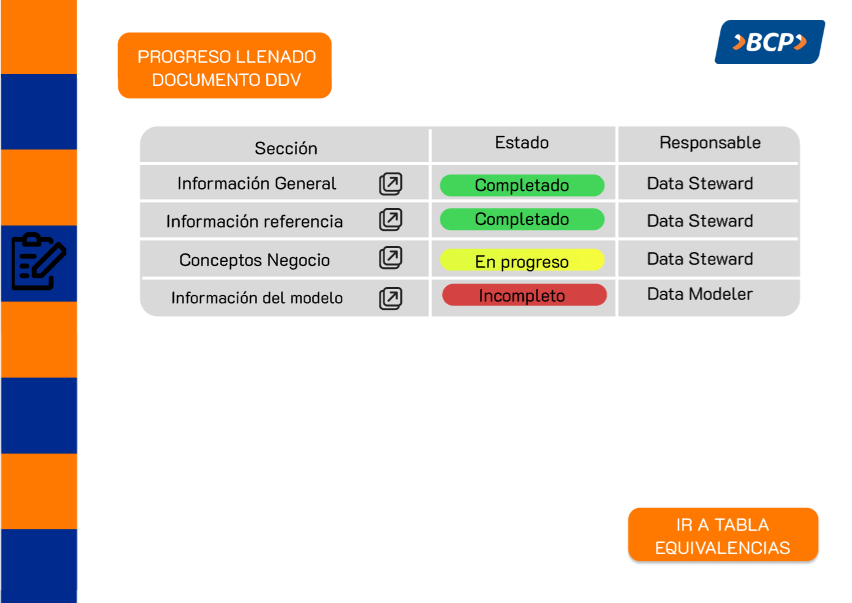 PROGRESO LLENADO
DOCUMENTO DDV
BCP
Sección Estado Responsable
Información General Completado Data Steward
Información referencia Completado Data Steward
Conceptos Negocio En progreso Data Steward
Información del modelo Incompleto Data Modeler
IR A TABLA
EQUIVALENCIAS